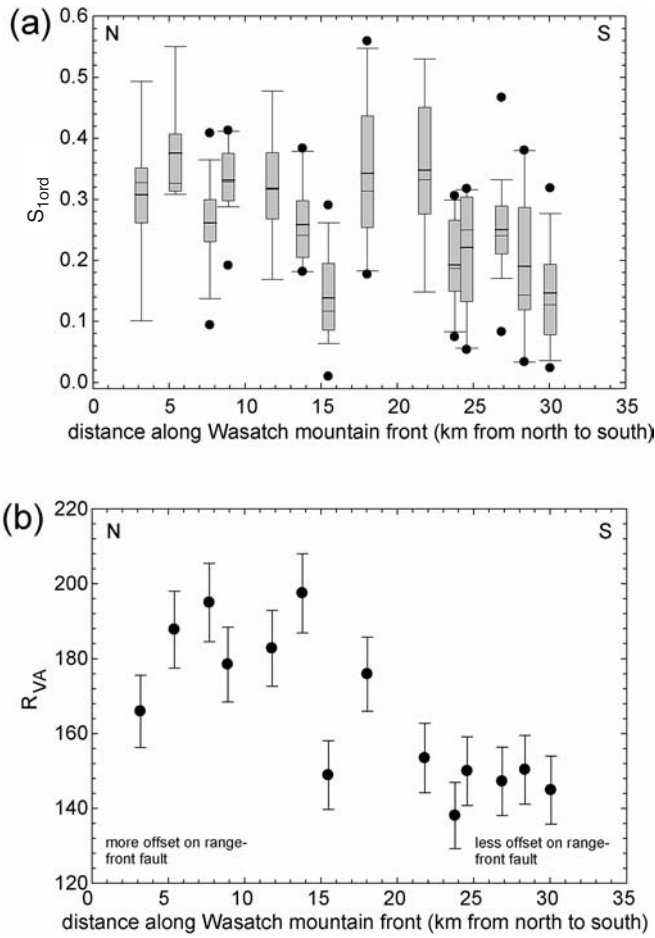 (a)
N
S
0.6
0.5
0.4
0.3
0.2
0.1
0.0
S1ord
0 5 10 15 20 25 30 35
distance along Wasatch mountain front (km from north to south)
(b)
N
S
220
200
180
160
140
120
RVA
more offset on range-
front fault
less offset on range-
front fault
0 5 10 15 20 25 30 35
distance along Wasatch mountain front (km from north to south)